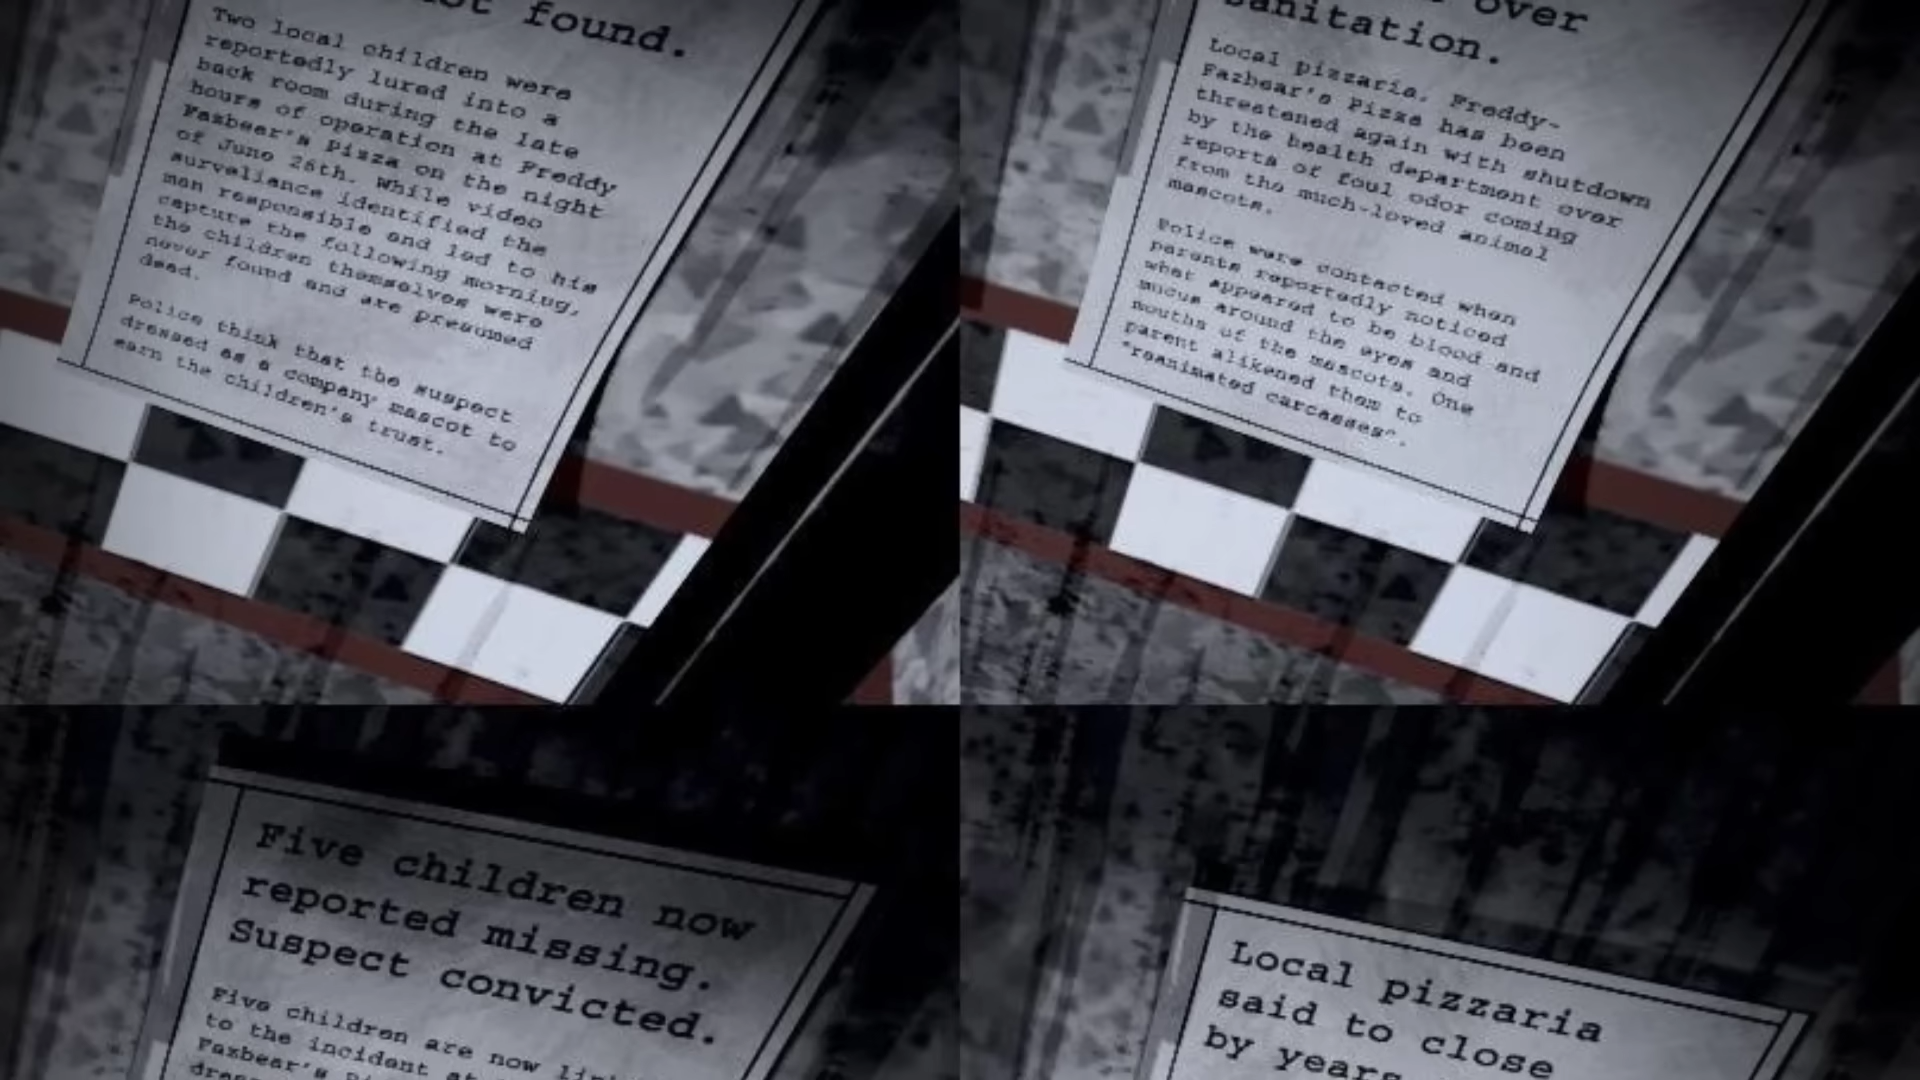 not found.
Two local children were
reportedly lured into a
back room during the late
hours of operation at Freddy
Fazbear's Pizza on the night
of June 26th. While video
surveliance identified the
man responsible and led to his
capture the following morning,
the children themselves were
never found and are presumed
dead.
Police think that the suspect
dressed as a company mascot to
earn the children's trust.
over
sanitation.
Local pizzaria, Freddy-
Fazbear's Pizza has been
threatened again with shutdown
by the health department over
reports of foul odor coming
from the much-loved animal
mascots.
Police were contacted when
parents reportedly noticed
what appeared to be blood and
mucus around the eyes and
mouths of the mascots. One
parent alikened them to
"reanimated carcasses".
Five children now
reported missing.
Suspect convicted.
Five children are now
to the incident at
Fazbear's
Local pizzaria
said to close
by years